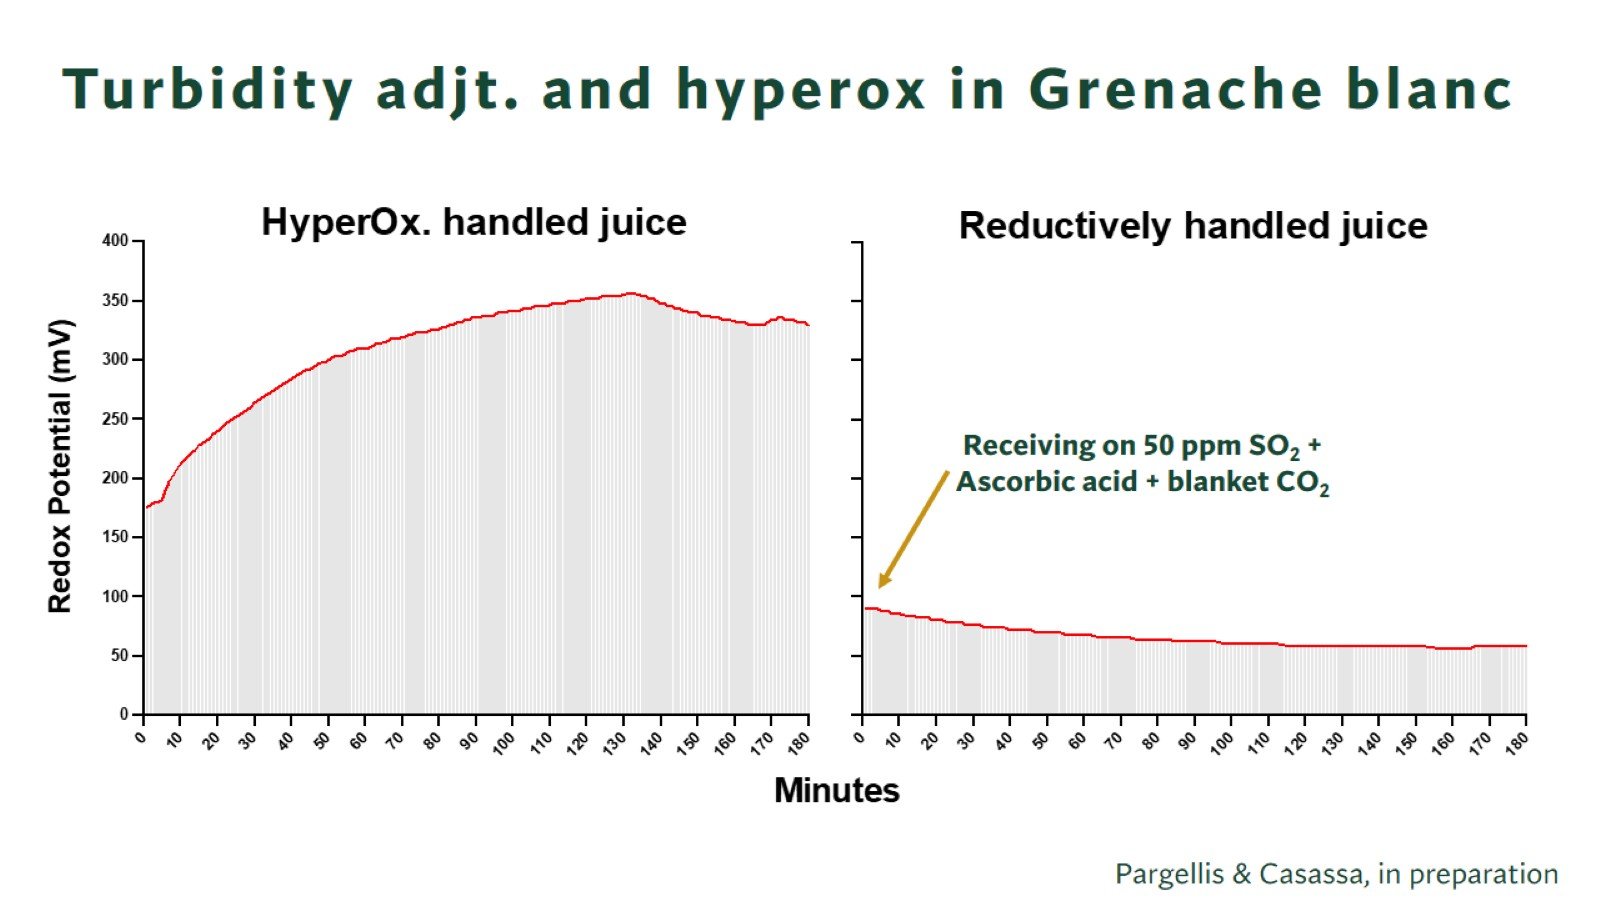 Turbidity adjt. and hyperox in Grenache blanc
HyperOx. handled juice
Reductively handled juice
Redox Potential (mV)
400
350
300
250
200
150
100
50
0
Receiving on 50 ppm SO₂ +
Ascorbic acid + blanket CO₂
0 10 20 30 40 50 60 70 80 90 100 110 120 130 140 150 160 170 180
0 10 20 30 40 50 60 70 80 90 100 110 120 130 140 150 160 170 180
Minutes
Pargellis & Casassa, in preparation